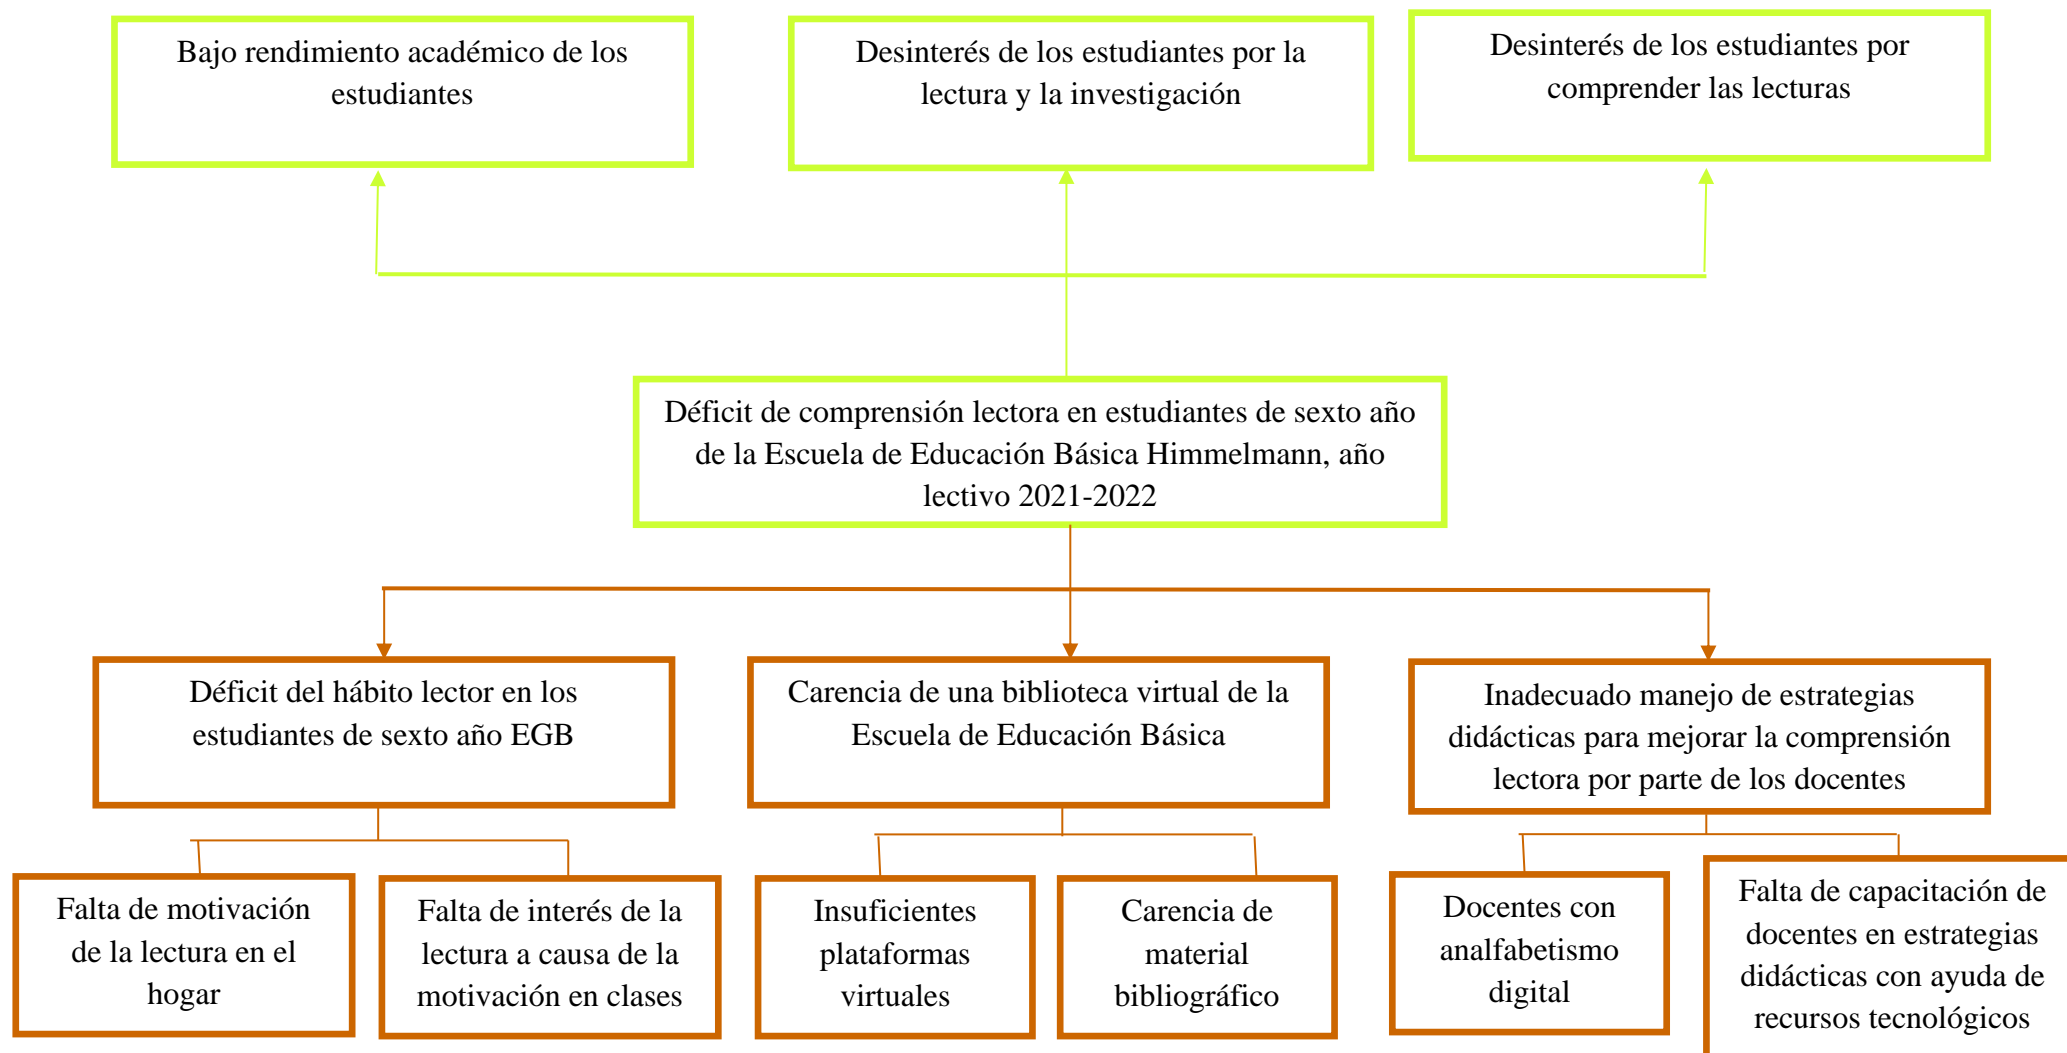 Bajo rendimiento académico de los
estudiantes
Desinterés de los estudiantes por la
lectura y la investigación
Desinterés de los estudiantes por
comprender las lecturas
Déficit de comprensión lectora en estudiantes de sexto año
de la Escuela de Educación Básica Himmelmann, año
lectivo 2021-2022
Déficit del hábito lector en los
estudiantes de sexto año EGB
Carencia de una biblioteca virtual de la
Escuela de Educación Básica
Inadecuado manejo de estrategias
didácticas para mejorar la comprensión
lectora por parte de los docentes
Falta de motivación
de la lectura en el
hogar
Falta de interés de la
lectura a causa de la
motivación en clases
Insuficientes
plataformas
virtuales
Carencia de
material
bibliográfico
Docentes con
analfabetismo
digital
Falta de capacitación de
docentes en estrategias
didácticas con ayuda de
recursos tecnológicos